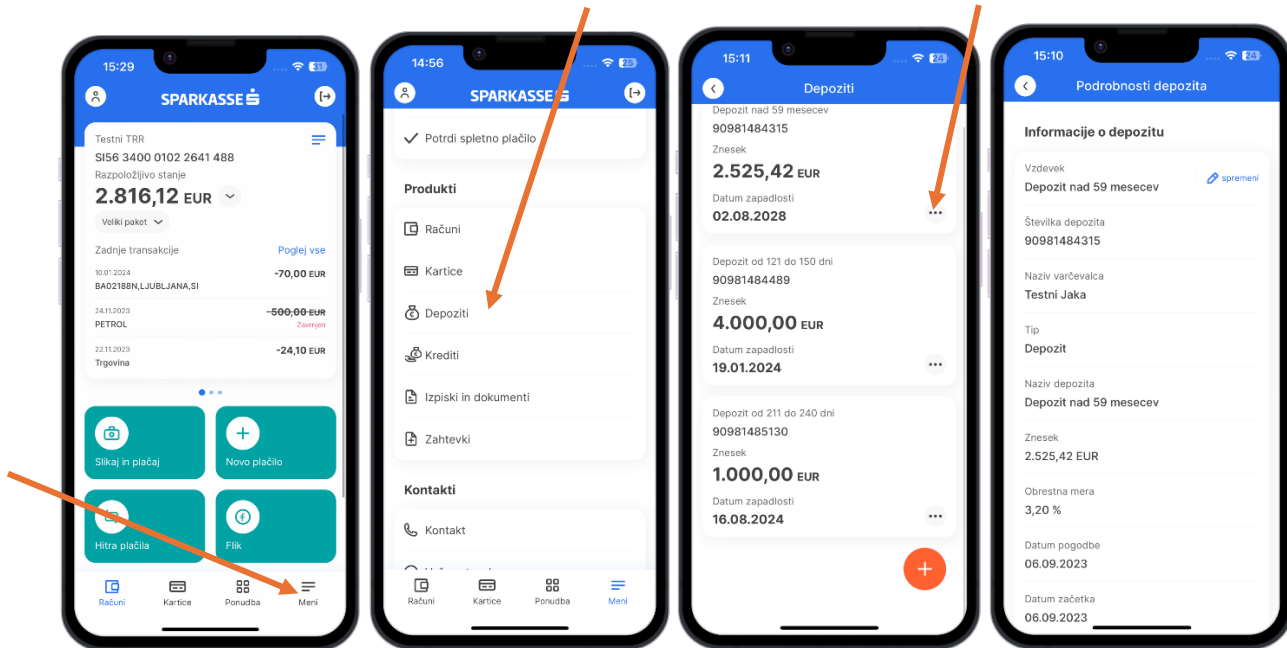 15:29
31
SPARKASSE
Testni TRR
SI56 3400 0102 2641 488
Razpoložljivo stanje
2.816,12 EUR
Veliki paket
Zadnje transakcije
Poglej vse
10.01.2024
-70,00 EUR
BA02188N,LJUBLJANA,SI
24.11.2023
-500,00 EUR
PETROL
Zavrnjen
22.11.2023
-24,10 EUR
Trgovina
Slikaj in plačaj
Novo plačilo
Hitra plačila
Flik
Računi
Kartice
Ponudba
Meni
14:56
25
SPARKASSE
Potrdi spletno plačilo
Produkti
Računi
Kartice
Depoziti
Krediti
Izpiski in dokumenti
Zahtevki
Kontakti
Kontakt
Računi
Kartice
Ponudba
Meni
15:11
24
Depoziti
Depozit nad 59 mesecev
90981484315
Znesek
2.525,42 EUR
Datum zapadlosti
02.08.2028
Depozit od 121 do 150 dni
90981484489
Znesek
4.000,00 EUR
Datum zapadlosti
19.01.2024
Depozit od 211 do 240 dni
90981485130
Znesek
1.000,00 EUR
Datum zapadlosti
16.08.2024
15:10
24
Podrobnosti depozita
Informacije o depozitu
Vzdevek
Depozit nad 59 mesecev
spremeni
Številka depozita
90981484315
Naziv varčevalca
Testni Jaka
Tip
Depozit
Naziv depozita
Depozit nad 59 mesecev
Znesek
2.525,42 EUR
Obrestna mera
3,20 %
Datum pogodbe
06.09.2023
Datum začetka
06.09.2023